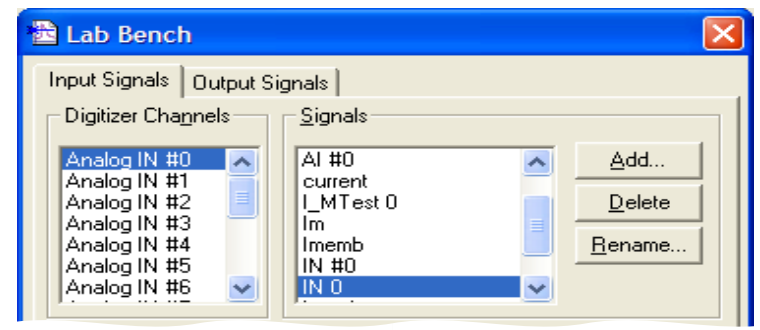 Lab Bench
Input Signals
Output Signals
Digitizer Channels
Analog IN #0
Analog IN #1
Analog IN #2
Analog IN #3
Analog IN #4
Analog IN #5
Analog IN #6
Signals
AI #0
current
I_MTest 0
Im
Imemb
IN #0
IN 0
Add...
Delete
Rename...